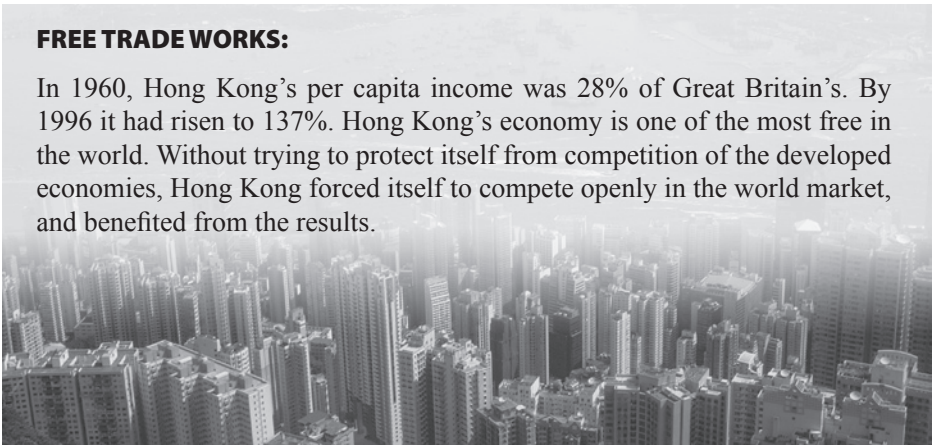 FREE TRADE WORKS:
In 1960, Hong Kong’s per capita income was 28% of Great Britain’s. By
1996 it had risen to 137%. Hong Kong’s economy is one of the most free in
the world. Without trying to protect itself from competition of the developed
economies, Hong Kong forced itself to compete openly in the world market,
and benefited from the results.